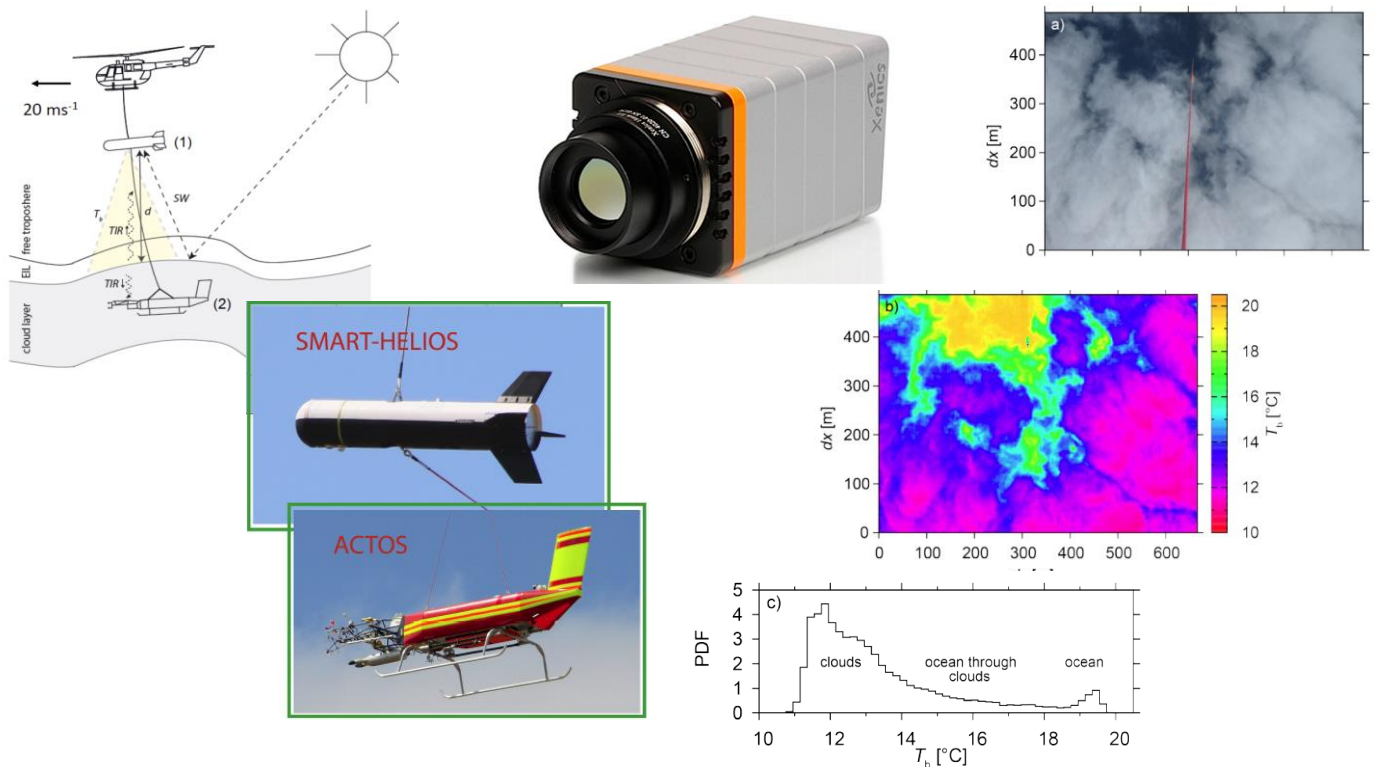 20 ms⁻¹
(1)
SW
T_b
TIR↑
d
free troposhere
EIL
cloud layer
TIR↓
(2)
Xenics
SMART-HELIOS
ACTOS
a)
400
300
200
100
0
dx [m]
b)
400
300
200
100
0
dx [m]
0 100 200 300 400 500 600
20
18
16
14
12
10
T_b [°C]
c)
5
4
3
2
1
0
PDF
clouds
ocean through
clouds
ocean
10 12 14 16 18 20
T_b [°C]